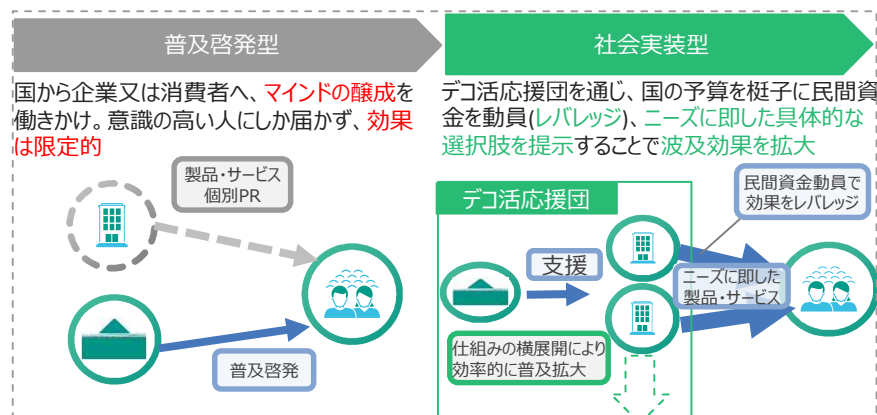 普及啓発型
社会実装型
国から企業又は消費者へ、マインドの醸成を
働きかけ。意識の高い人にしか届かず、効果
は限定的
デコ活応援団を通じ、国の予算を梃子に民間資
金を動員(レバレッジ)、ニーズに即した具体的な
選択肢を提示することで波及効果を拡大
製品・サービス
個別PR
普及啓発
デコ活応援団
支援
民間資金動員で
効果をレバレッジ
ニーズに即した
製品・サービス
仕組みの横展開により
効率的に普及拡大